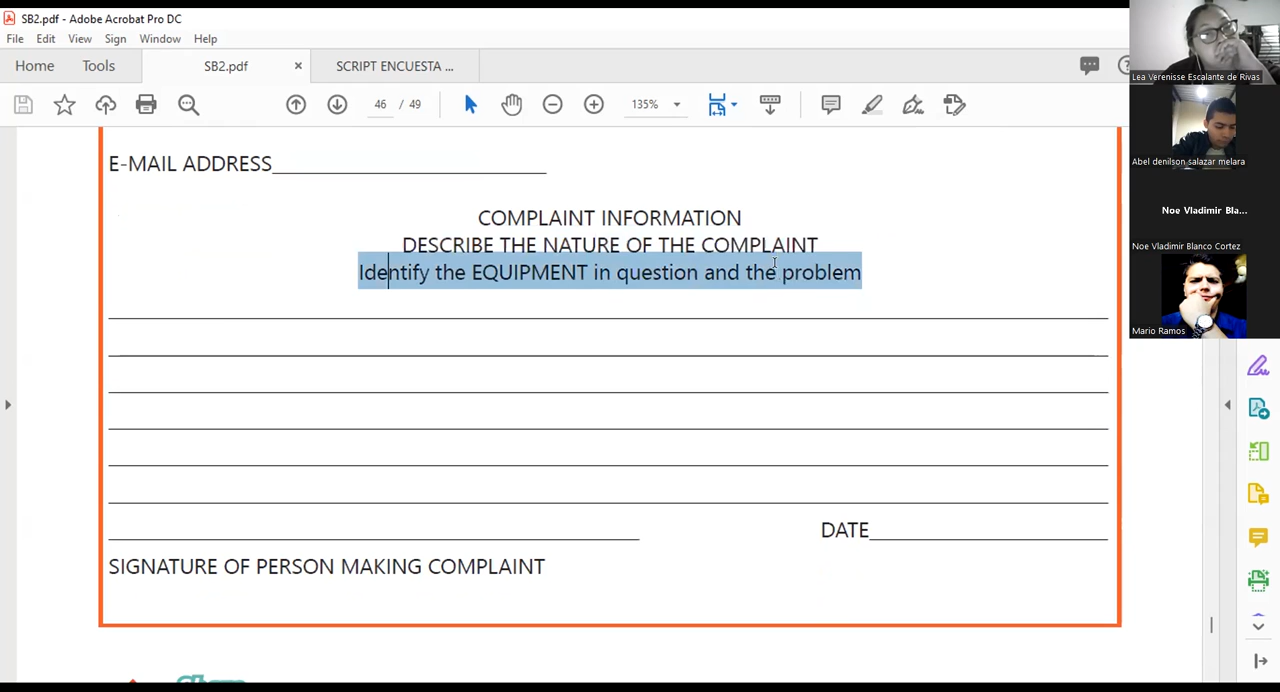 SB2.pdf - Adobe Acrobat Pro DC
File Edit View Sign Window Help
Home Tools SB2.pdf × SCRIPT ENCUESTA ...
46 / 49 135%
E-MAIL ADDRESS
COMPLAINT INFORMATION
DESCRIBE THE NATURE OF THE COMPLAINT
Identify the EQUIPMENT in question and the problem
DATE
SIGNATURE OF PERSON MAKING COMPLAINT
Lea Verenisse Escalante de Rivas
Abel denilson salazar melara
Noe Vladimir Bla...
Noe Vladimir Blanco Cortez
Mario Ramos